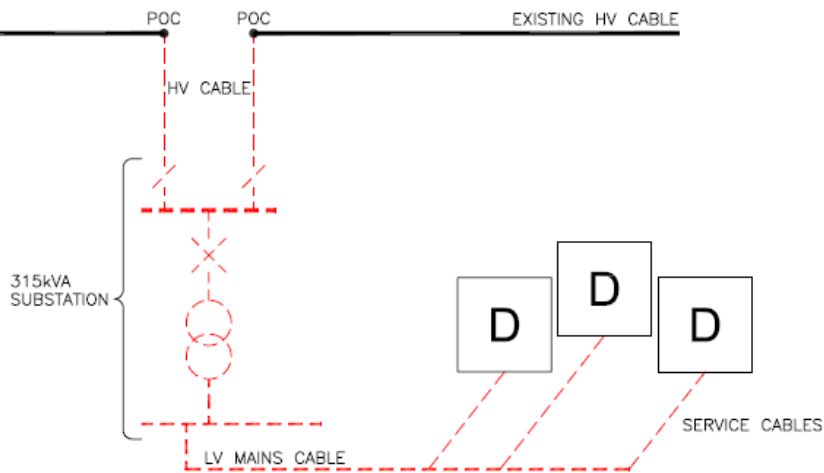 POC
POC
EXISTING HV CABLE
HV CABLE
315kVA
SUBSTATION
D
D
D
SERVICE CABLES
LV MAINS CABLE